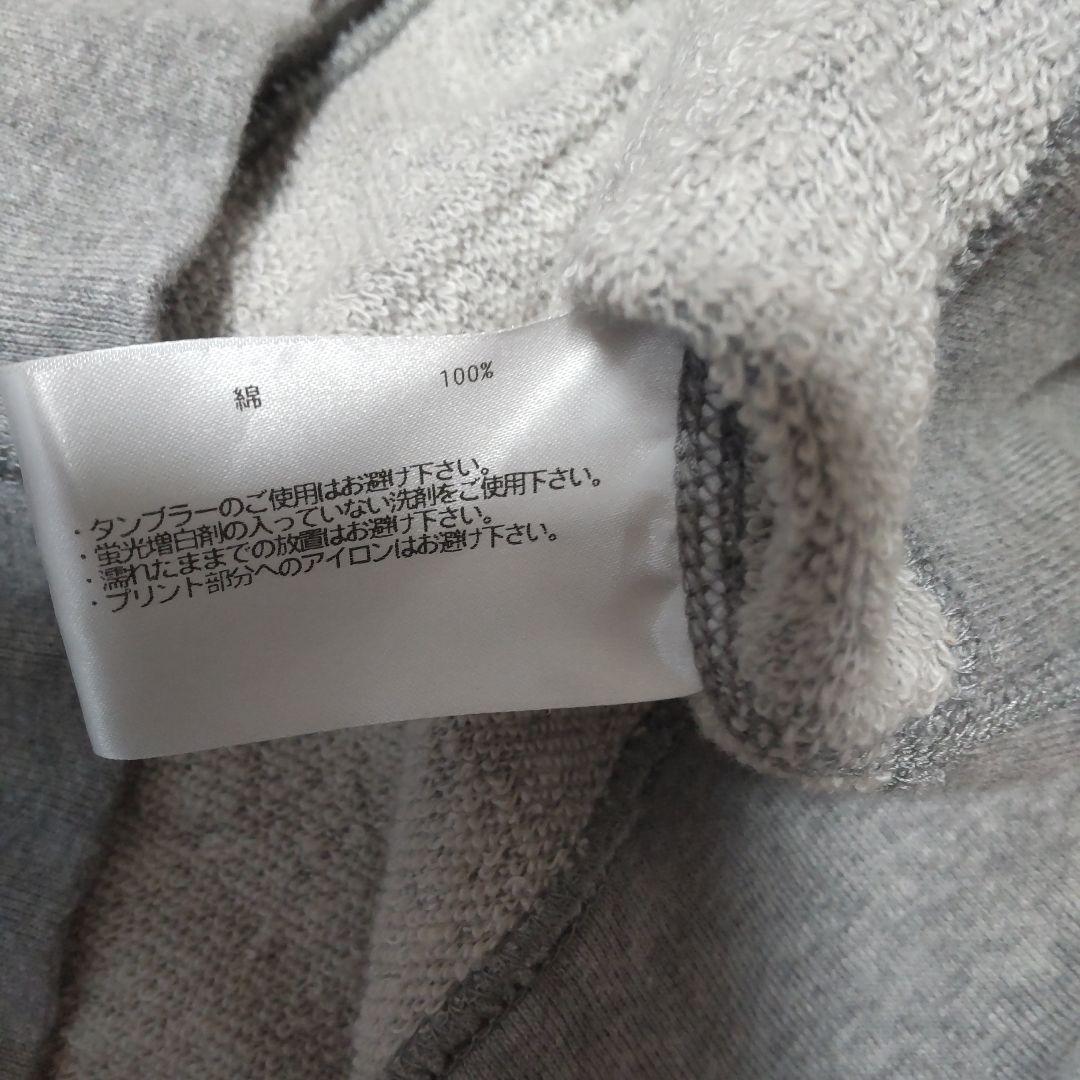 綿 100%
・タンブラーのご使用はお避け下さい。
・蛍光増白剤の入っていない洗剤をご使用下さい。
・濡れたままでの放置はお避け下さい。
・プリント部分へのアイロンはお避け下さい。